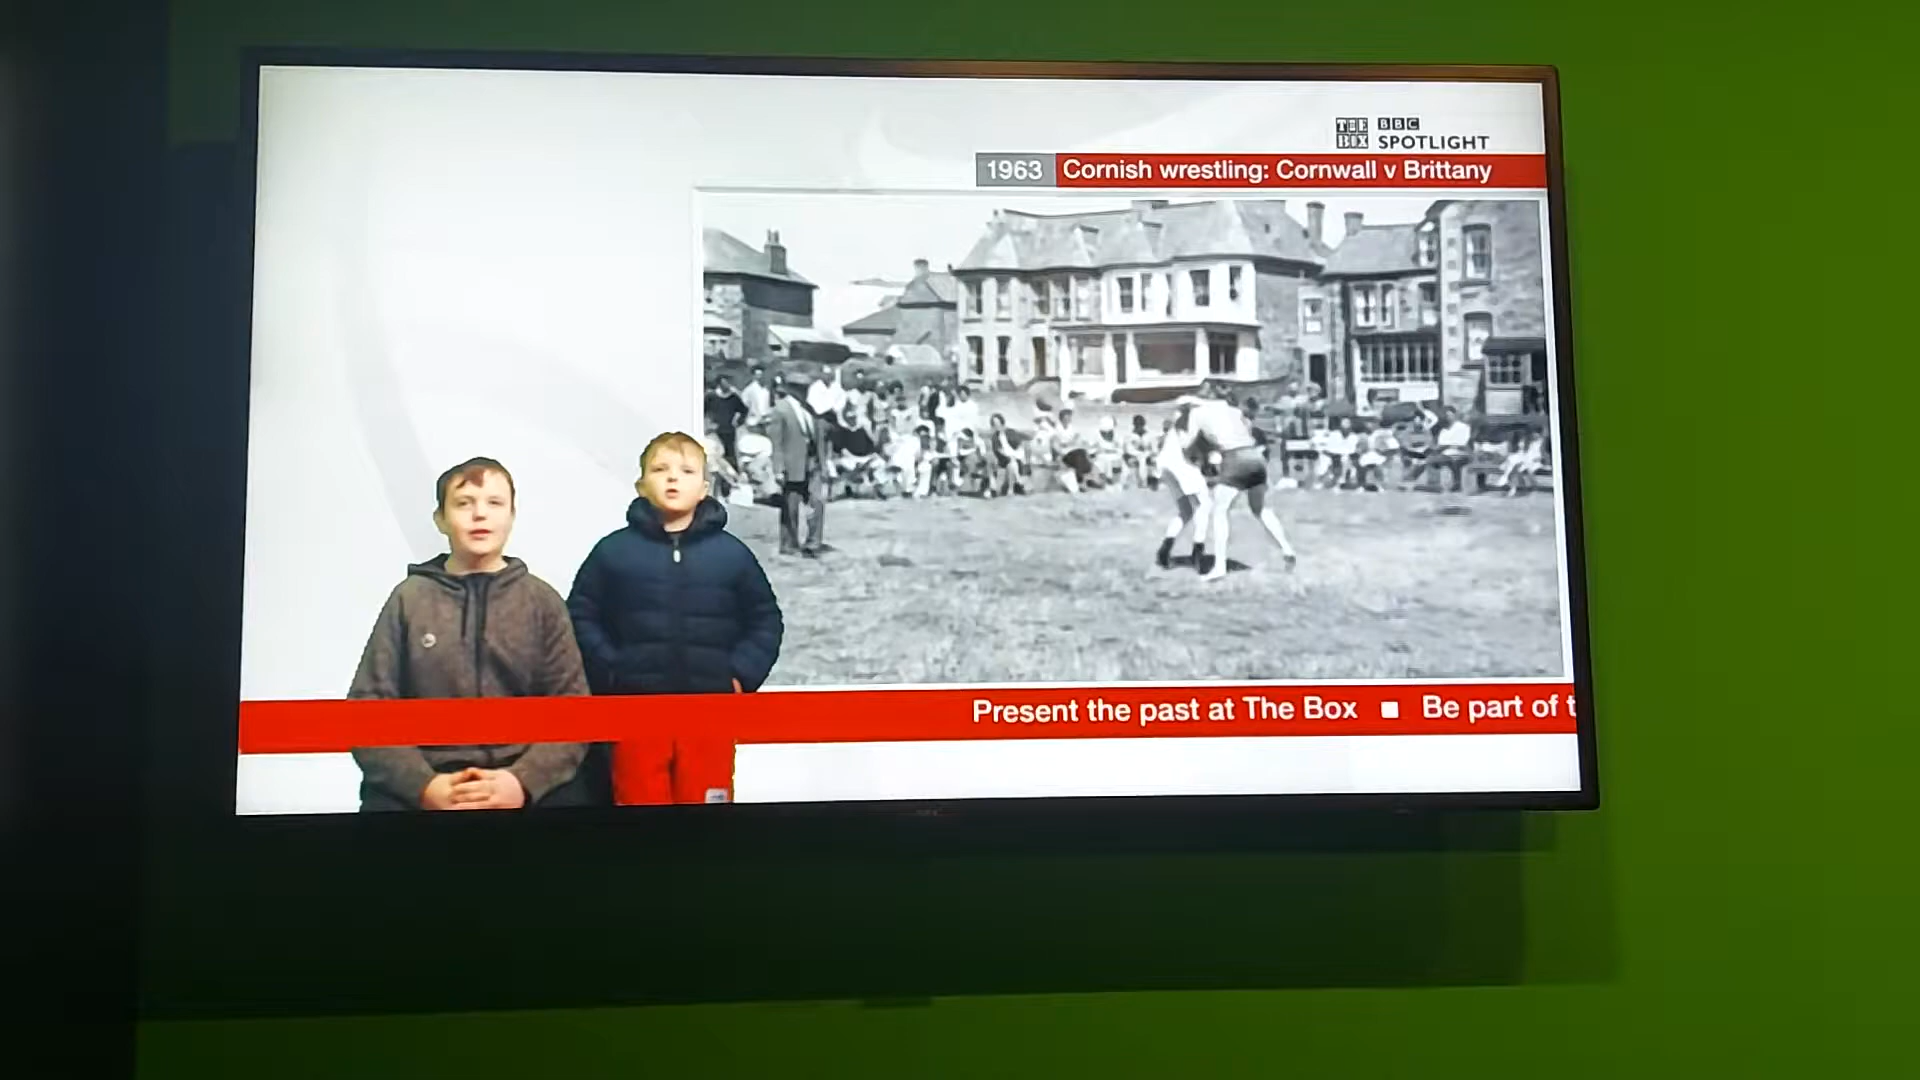 THE BOX
BBC
SPOTLIGHT
1963 Cornish wrestling: Cornwall v Brittany
Present the past at The Box ■ Be part of t